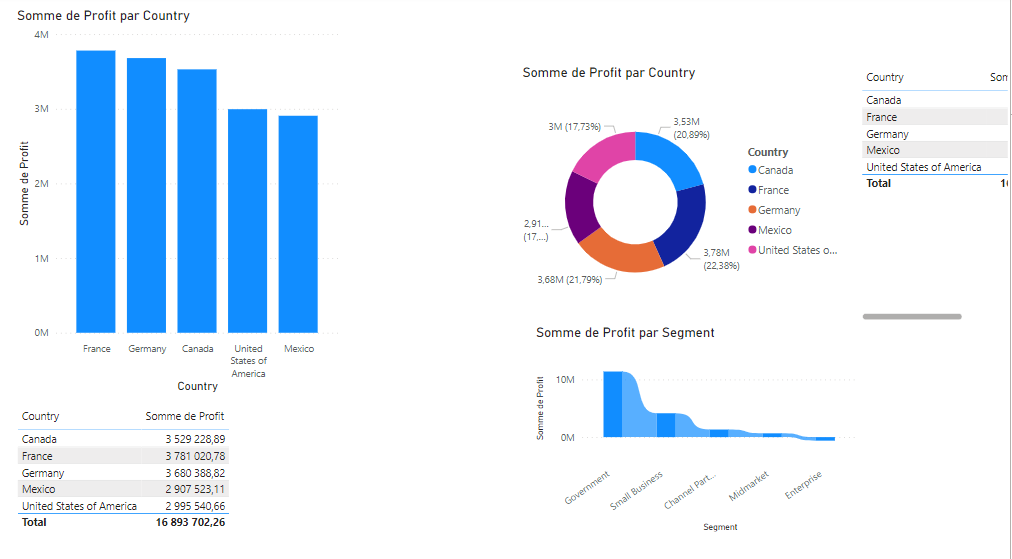 Somme de Profit par Country
4M
3M
2M
1M
0M
Somme de Profit
France
Germany
Canada
United
States of
America
Mexico
Country
Country Somme de Profit
Canada 3 529 228,89
France 3 781 020,78
Germany 3 680 388,82
Mexico 2 907 523,11
United States of America 2 995 540,66
Total 16 893 702,26
Somme de Profit par Country
3M (17,73%)
3,53M
(20,89%)
2,91...
(17,...)
3,78M
(22,38%)
3,68M (21,79%)
Country
Canada
France
Germany
Mexico
United States o...
Country Som
Canada
France
Germany
Mexico
United States of America
Total
Somme de Profit par Segment
10M
0M
Somme de Profit
Government
Small Business
Channel Part...
Midmarket
Enterprise
Segment